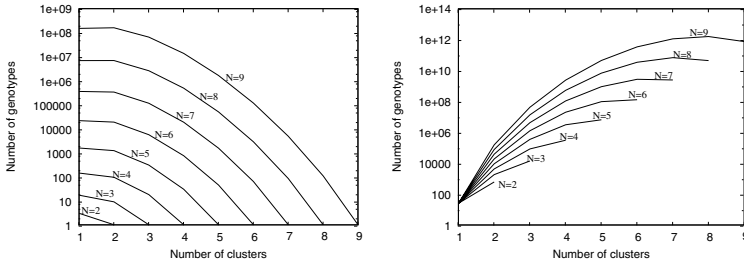 1e+09
1e+08
1e+07
1e+06
100000
10000
1000
100
10
1
Number of genotypes
N=9
N=8
N=7
N=6
N=5
N=4
N=3
N=2
1 2 3 4 5 6 7 8 9
Number of clusters
1e+14
1e+12
1e+10
1e+08
1e+06
10000
100
1
Number of genotypes
N=9
N=8
N=7
N=6
N=5
N=4
N=3
N=2
1 2 3 4 5 6 7 8 9
Number of clusters